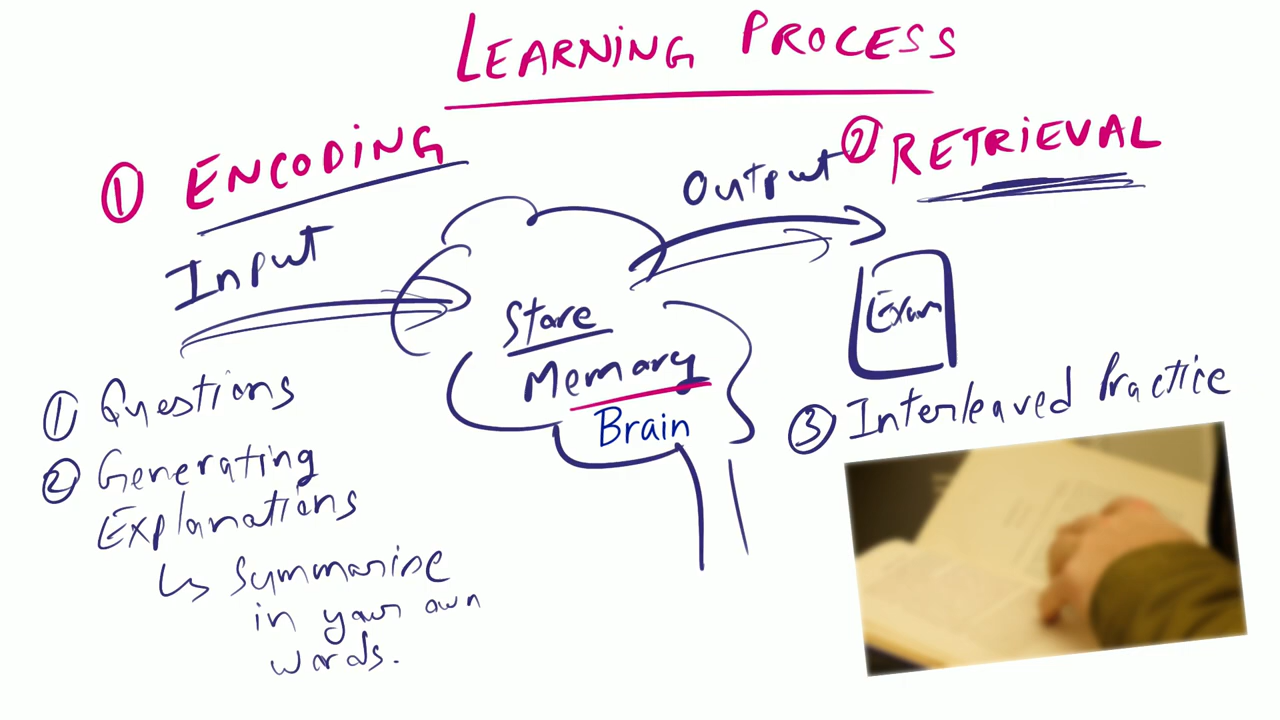 LEARNING PROCESS
① ENCODING
② RETRIEVAL
Input
Output
Store
Memory
Brain
Exam
① Questions
② Generating
Explanations
↳ Summarise
in your own
words.
③ Interleaved Practice